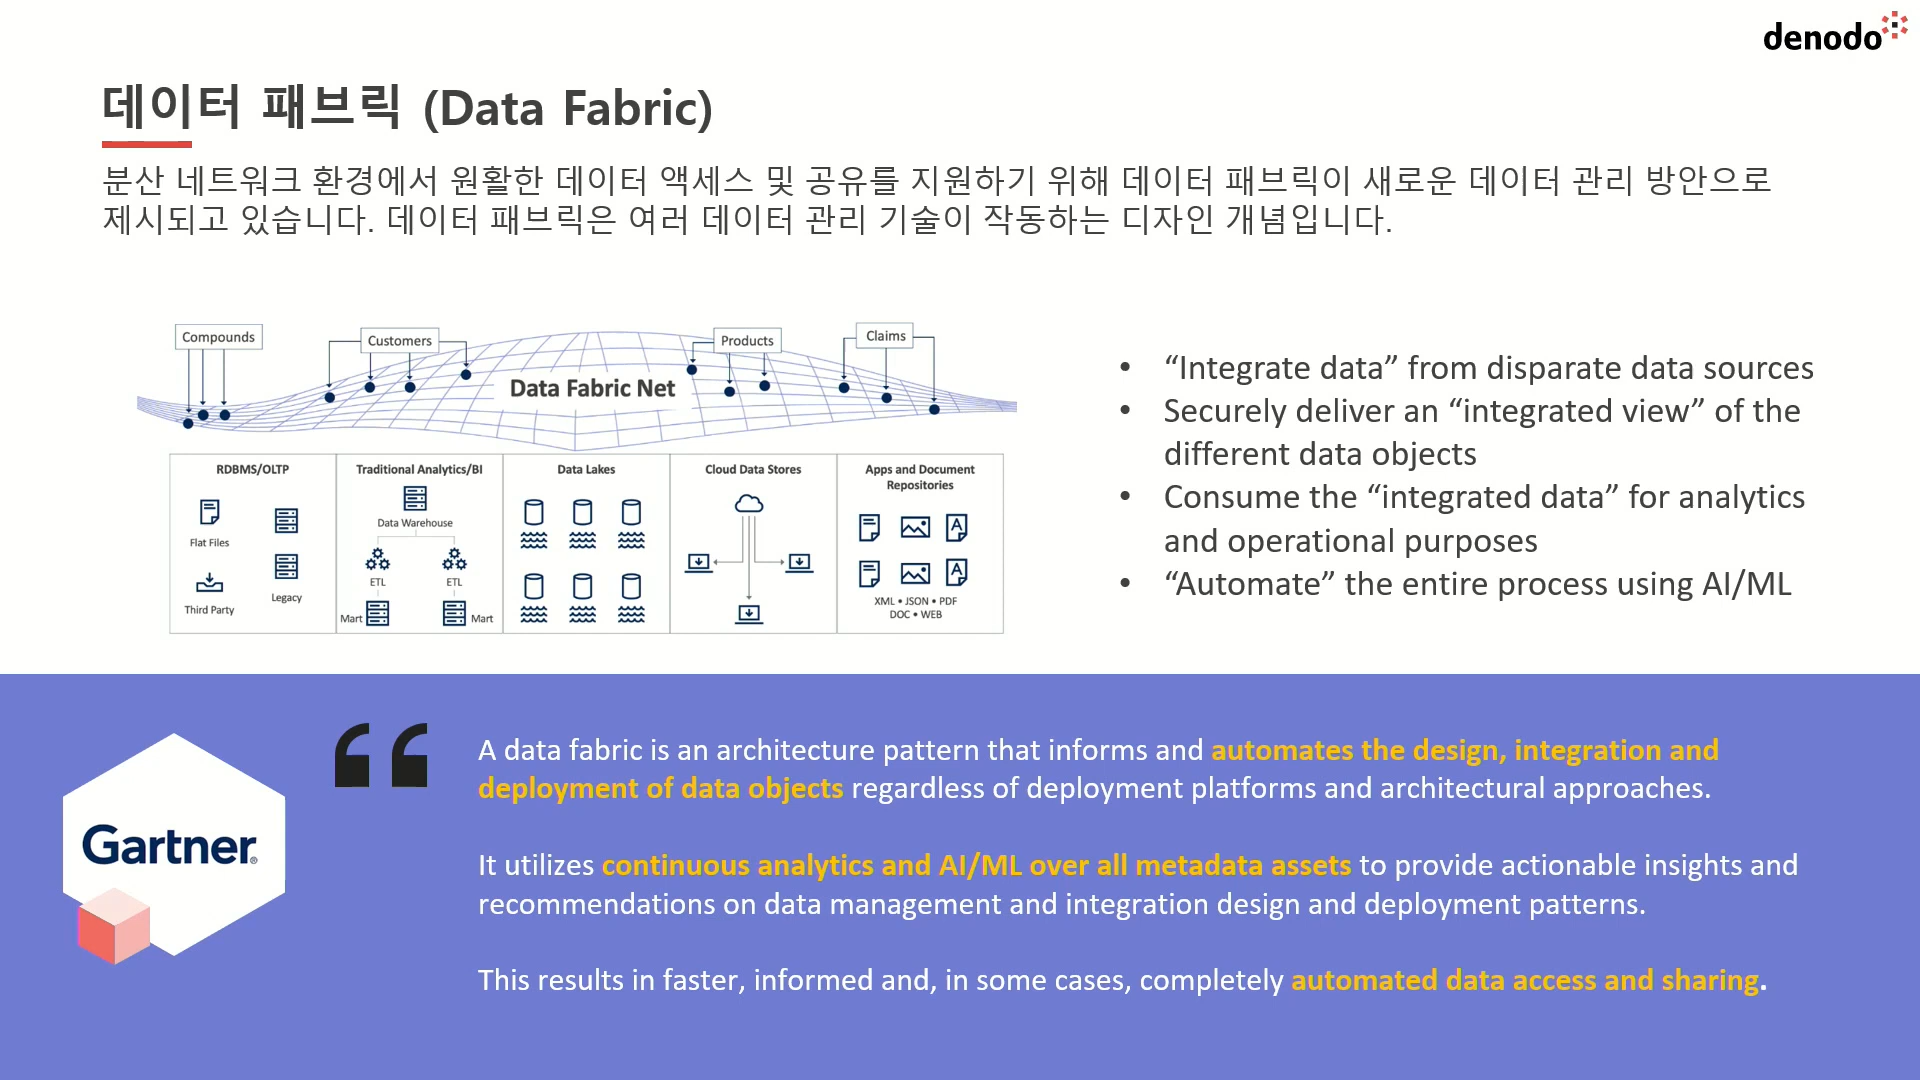 denodo
데이터 패브릭 (Data Fabric)
분산 네트워크 환경에서 원활한 데이터 액세스 및 공유를 지원하기 위해 데이터 패브릭이 새로운 데이터 관리 방안으로
제시되고 있습니다. 데이터 패브릭은 여러 데이터 관리 기술이 작동하는 디자인 개념입니다.
Compounds
Customers
Products
Claims
Data Fabric Net
RDBMS/OLTP
Flat Files
Third Party
Legacy
Traditional Analytics/BI
Data Warehouse
ETL
ETL
Mart
Mart
Data Lakes
Cloud Data Stores
Apps and Document
Repositories
XML • JSON • PDF
DOC • WEB
• “Integrate data” from disparate data sources
• Securely deliver an “integrated view” of the
different data objects
• Consume the “integrated data” for analytics
and operational purposes
• “Automate” the entire process using AI/ML
Gartner®
“
A data fabric is an architecture pattern that informs and automates the design, integration and
deployment of data objects regardless of deployment platforms and architectural approaches.
It utilizes continuous analytics and AI/ML over all metadata assets to provide actionable insights and
recommendations on data management and integration design and deployment patterns.
This results in faster, informed and, in some cases, completely automated data access and sharing.